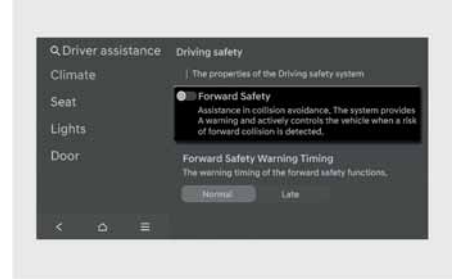 Driver assistance
Climate
Seat
Lights
Door
Driving safety
The properties of the Driving safety system
Forward Safety
Assistance in collision avoidance, The system provides
A warning and actively controls the vehicle when a risk
of forward collision is detected,
Forward Safety Warning Timing
The warning timing of the forward safety functions,
Normal
Late